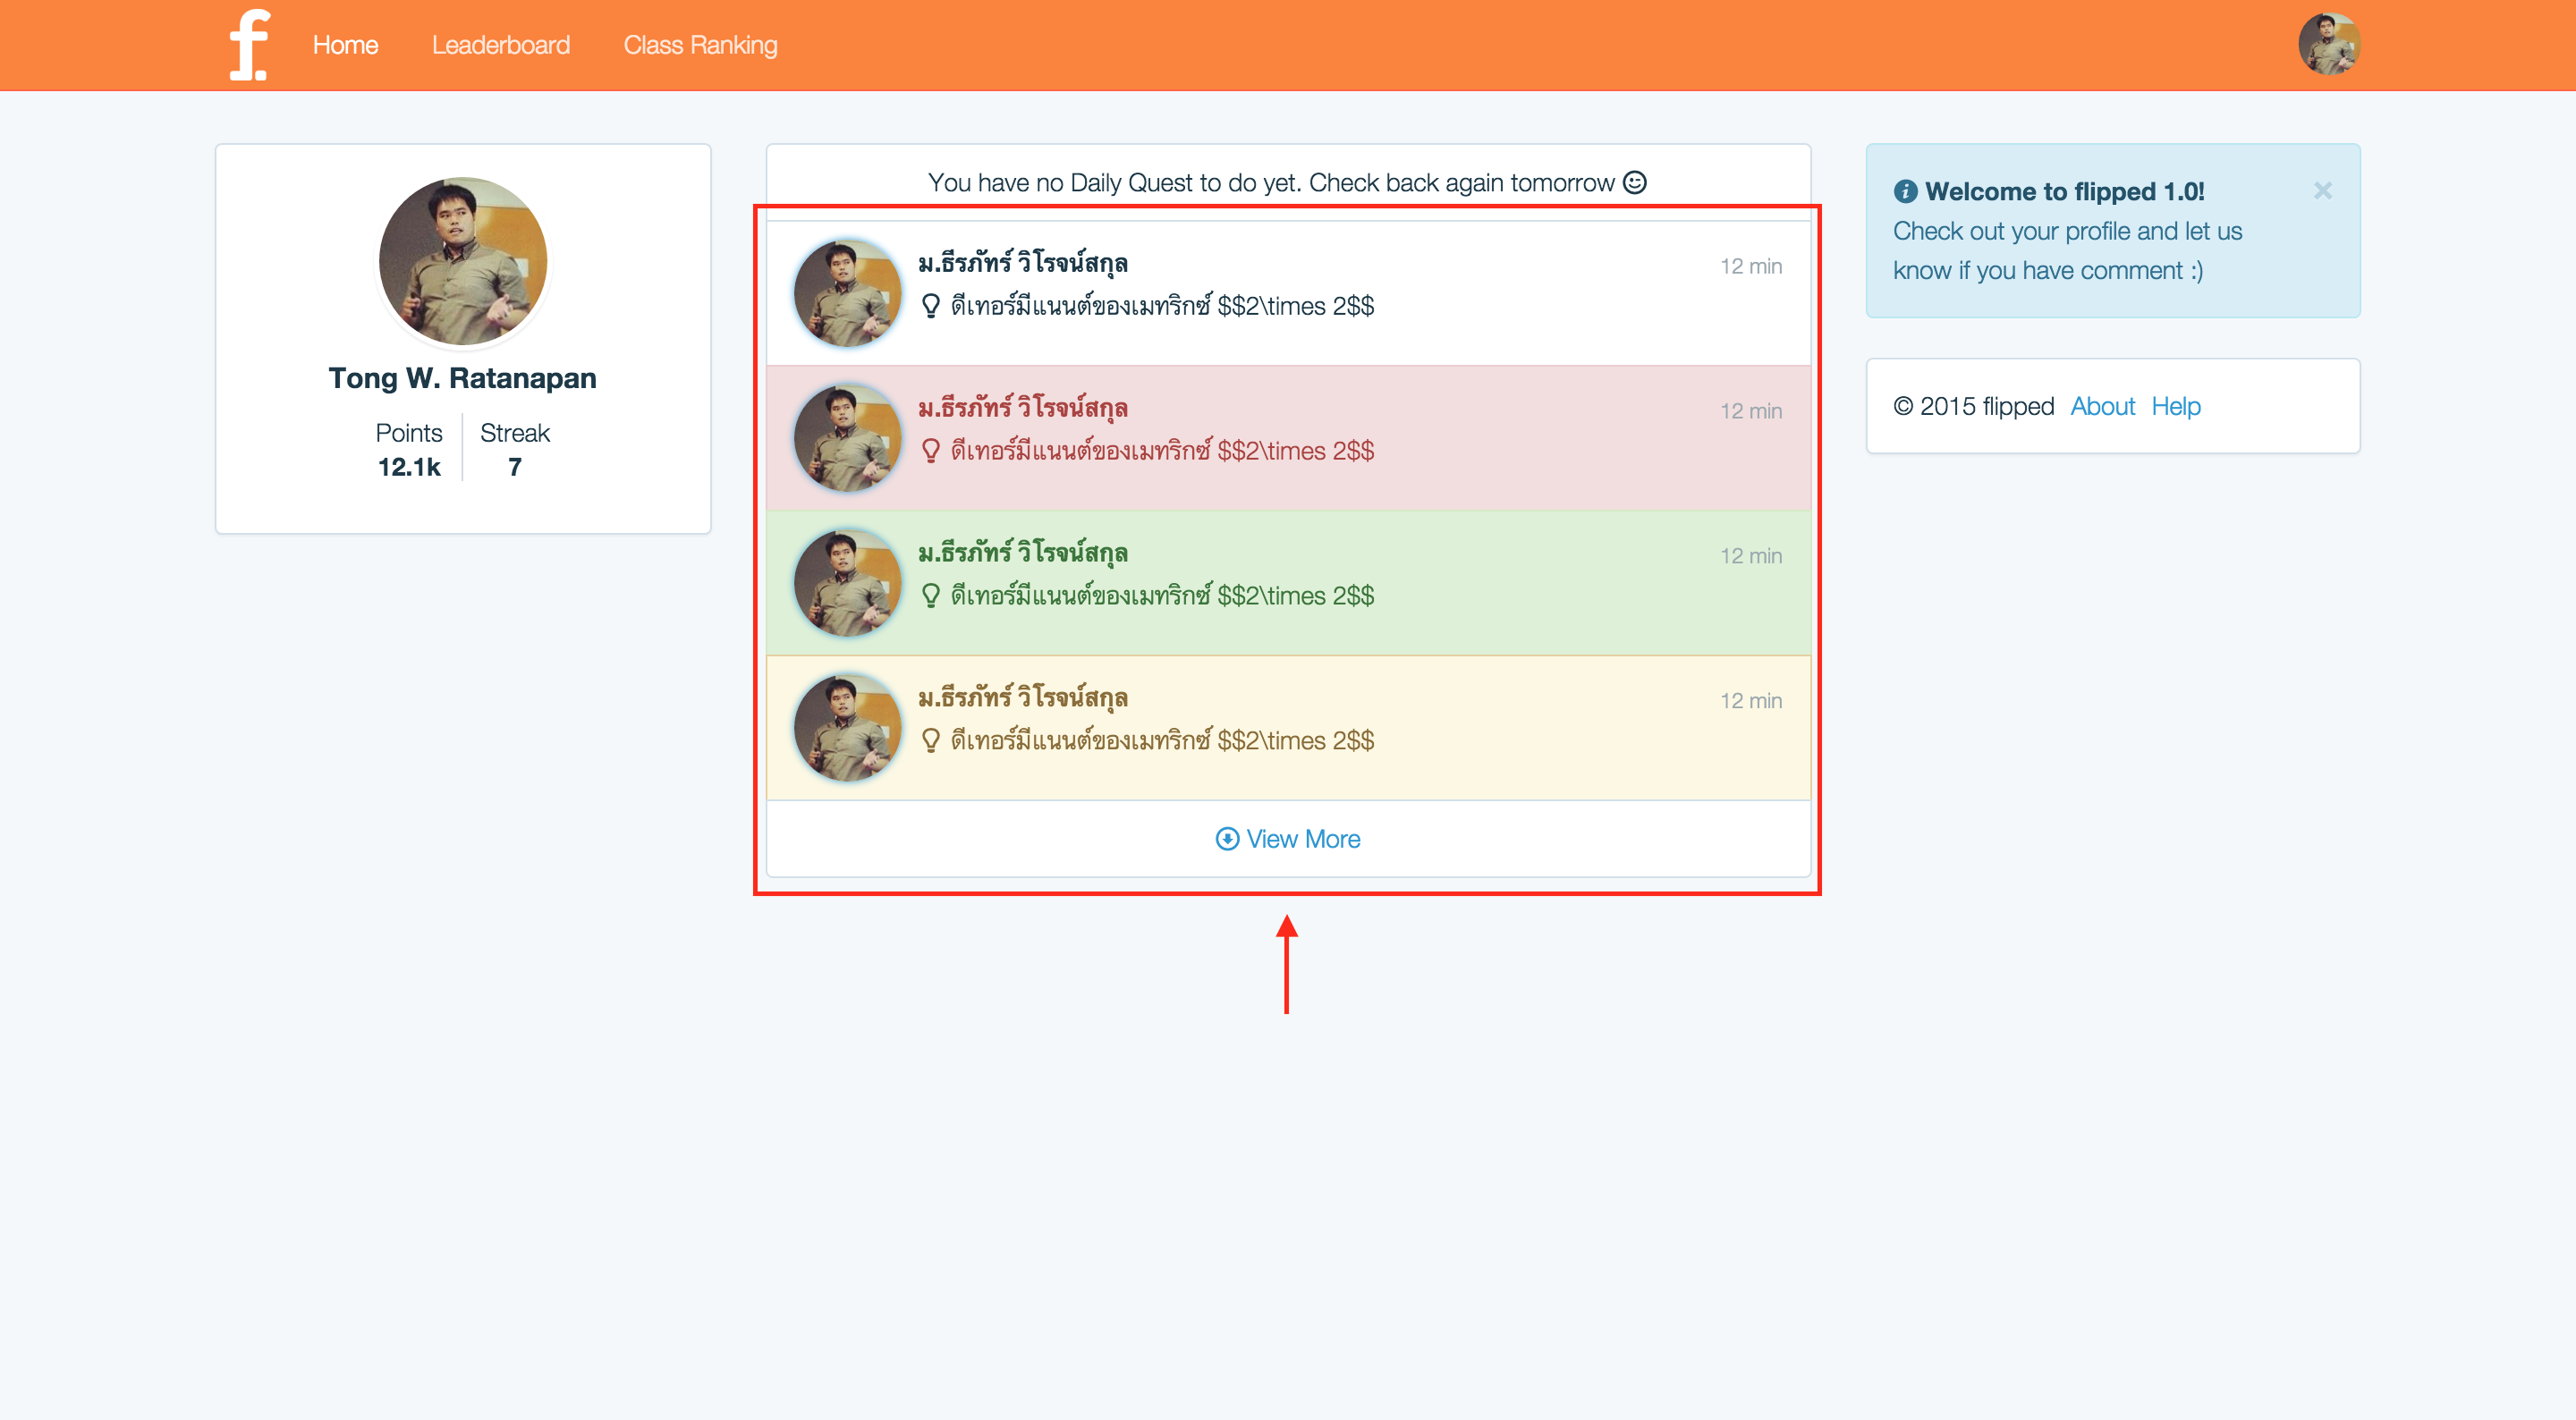 f.
Home Leaderboard Class Ranking
Tong W. Ratanapan
Points Streak
12.1k 7
You have no Daily Quest to do yet. Check back again tomorrow
ม.ธีรภัทร์ วิโรจน์สกุล 12 min
ดีเทอร์มีแนนต์ของเมทริกซ์ $$2\times 2$$
ม.ธีรภัทร์ วิโรจน์สกุล 12 min
ดีเทอร์มีแนนต์ของเมทริกซ์ $$2\times 2$$
ม.ธีรภัทร์ วิโรจน์สกุล 12 min
ดีเทอร์มีแนนต์ของเมทริกซ์ $$2\times 2$$
ม.ธีรภัทร์ วิโรจน์สกุล 12 min
ดีเทอร์มีแนนต์ของเมทริกซ์ $$2\times 2$$
View More
Welcome to flipped 1.0! ×
Check out your profile and let us
know if you have comment :)
© 2015 flipped About Help